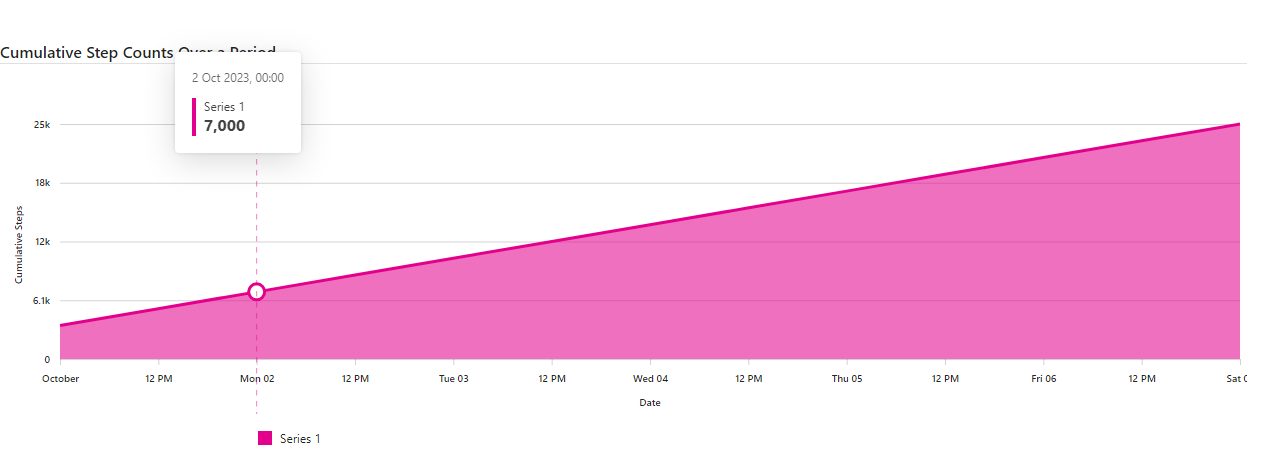 Cumulative Step Counts
2 Oct 2023, 00:00
Series 1
7,000
25k
18k
12k
6.1k
0
Cumulative Steps
October 12 PM Mon 02 12 PM Tue 03 12 PM Wed 04 12 PM Thu 05 12 PM Fri 06 12 PM Sat
Date
Series 1